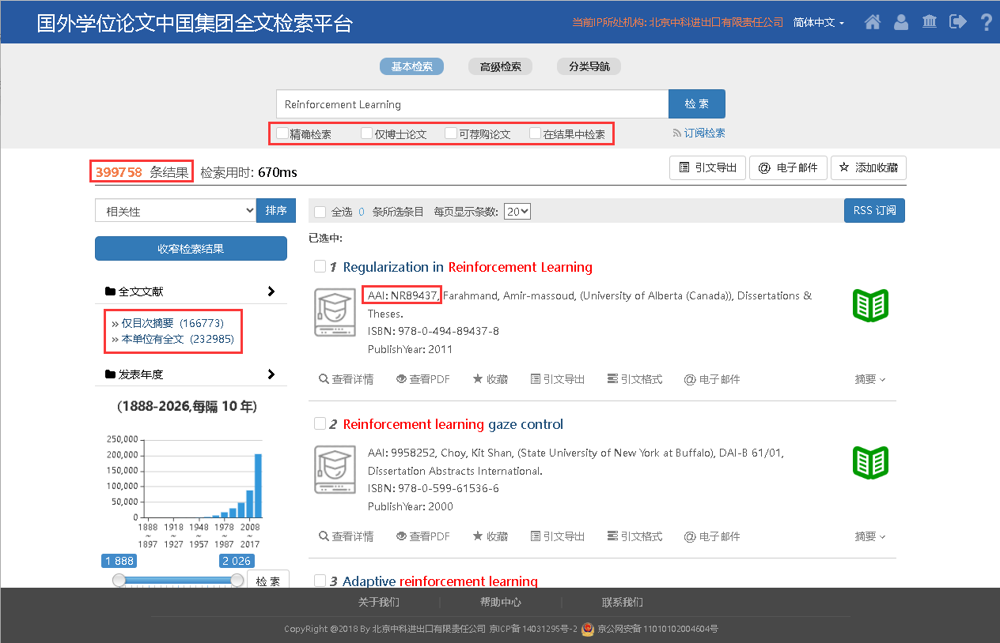 国外学位论文中国集团全文检索平台
当前IP所处机构: 北京中科进出口有限责任公司 简体中文
基本检索 高级检索 分类导航
Reinforcement Learning 检 索
精确检索 仅博士论文 可荐购论文 在结果中检索 订阅检索
399758 条结果 检索用时: 670ms 引文导出 电子邮件 添加收藏
相关性 排序 全选 0 条所选条目 每页显示条数: 20 RSS 订阅
收窄检索结果
全文文献
» 仅目次摘要 (166773)
» 本单位有全文 (232985)
发表年度
(1888-2026,每隔 10 年)
250,000
200,000
150,000
100,000
50,000
0
1888 1918 1948 1978 2008
~ ~ ~ ~ ~
1897 1927 1957 1987 2017
1 888 2 026
检 索
已选中:
1 Regularization in Reinforcement Learning
AAI: NR89437, Farahmand, Amir-massoud, (University of Alberta (Canada)), Dissertations &
Theses.
ISBN: 978-0-494-89437-8
PublishYear: 2011
查看详情 查看PDF 收藏 引文导出 引文格式 电子邮件 摘要
2 Reinforcement learning gaze control
AAI: 9958252, Choy, Kit Shan, (State University of New York at Buffalo), DAI-B 61/01,
Dissertation Abstracts International.
ISBN: 978-0-599-61536-6
PublishYear: 2000
查看详情 查看PDF 收藏 引文导出 引文格式 电子邮件 摘要
3 Adaptive reinforcement learning
关于我们 | 帮助中心 | 联系我们
CopyRight @2018 By 北京中科进出口有限责任公司 京ICP备14031295号-2 京公网安备11010102004604号